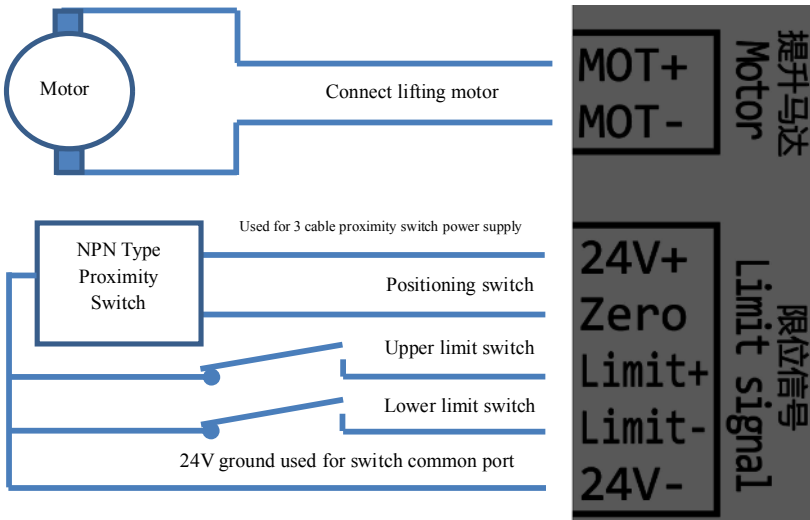 Motor
Connect lifting motor
MOT+
MOT-
提升马达
Motor
NPN Type
Proximity
Switch
Used for 3 cable proximity switch power supply
Positioning switch
Upper limit switch
Lower limit switch
24V ground used for switch common port
24V+
Zero
Limit+
Limit-
24V-
限位信号
Limit signal